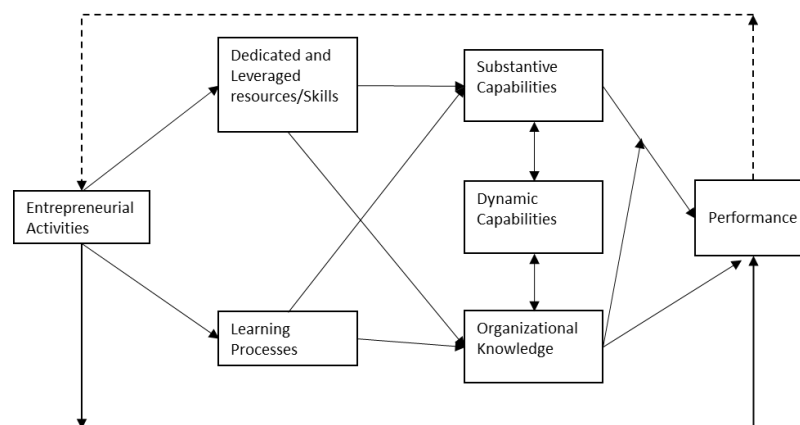 Dedicated and
Leveraged
resources/Skills
Substantive
Capabilities
Entrepreneurial
Activities
Dynamic
Capabilities
Performance
Learning
Processes
Organizational
Knowledge